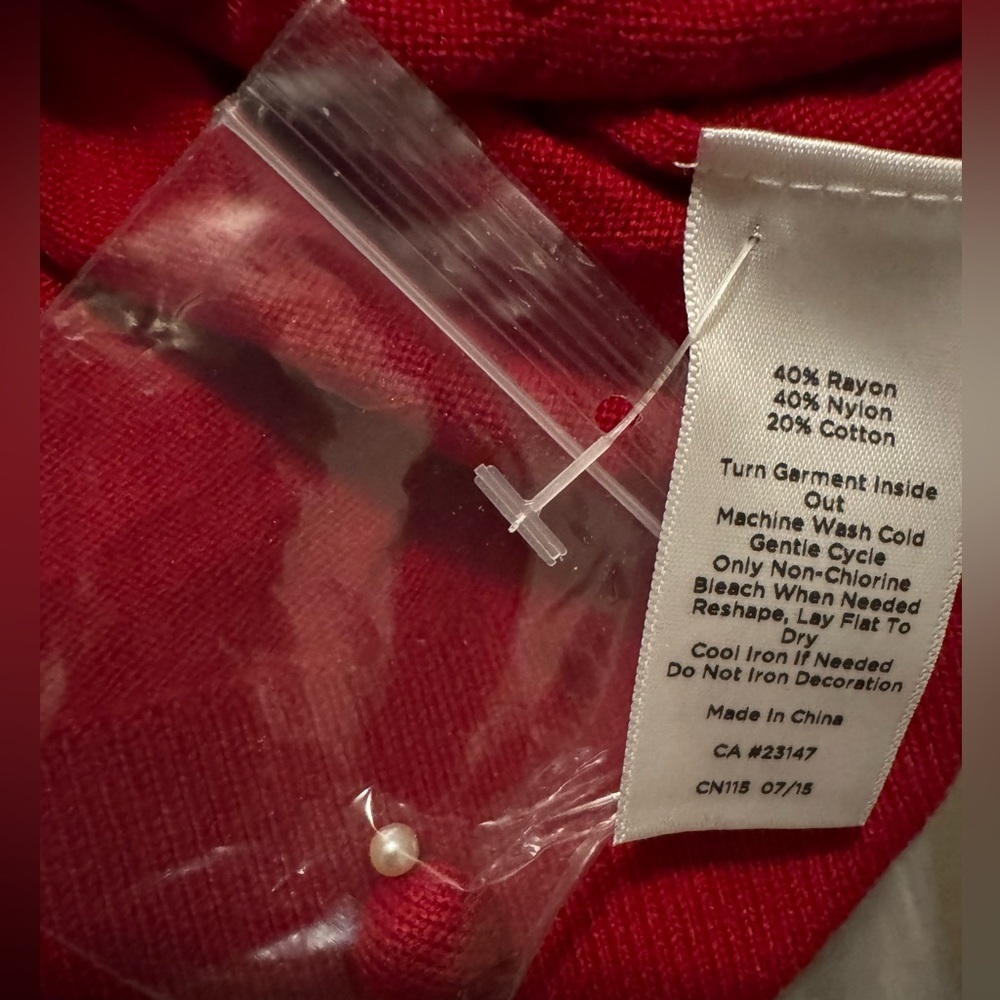 40% Rayon
40% Nylon
20% Cotton
Turn Garment Inside
Out
Machine Wash Cold
Gentle Cycle
Only Non-Chlorine
Bleach When Needed
Reshape, Lay Flat To
Dry
Cool Iron If Needed
Do Not Iron Decoration
Made In China
CA #23147
CN115 07/15